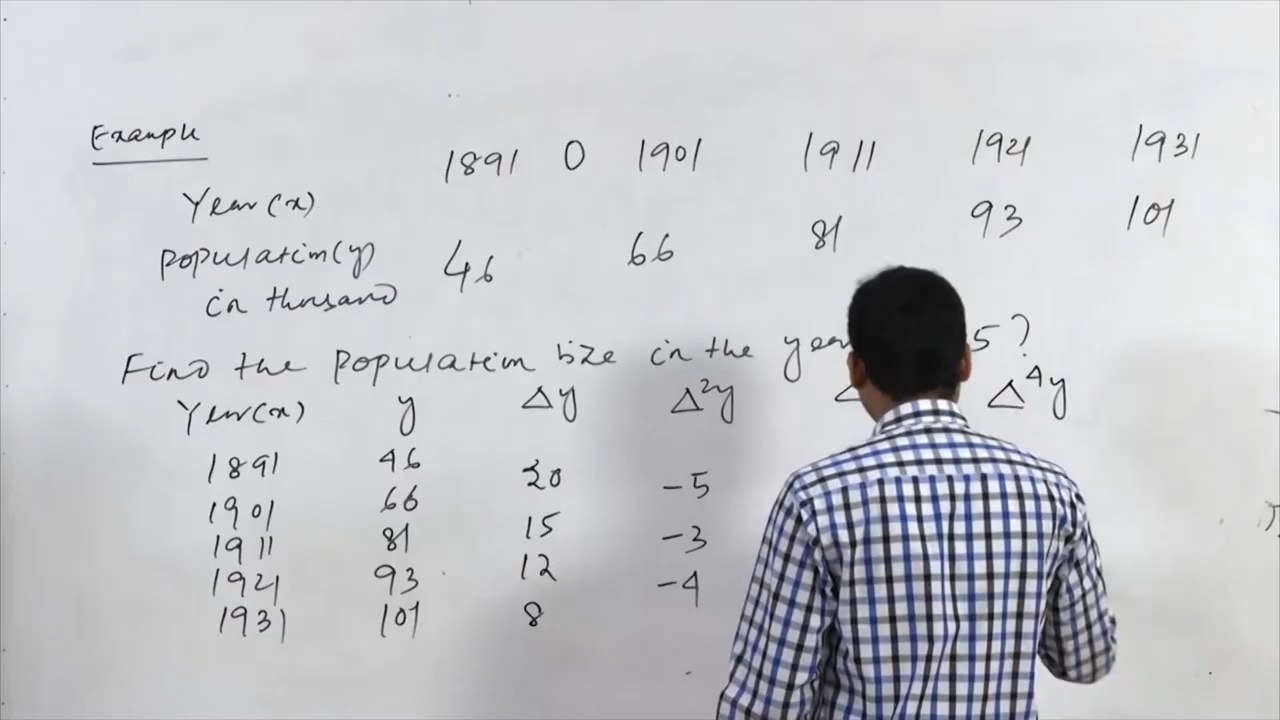 Example
Year(x) 1891 0 1901 1911 1921 1931
Population(y) 46 66 81 93 101
in thousand
Find the population size in the year 5?
Year(x) y Δy Δ²y Δ Δ⁴y
1891 46 20 -5
1901 66 15 -3
1911 81 12 -4
1921 93 8
1931 101